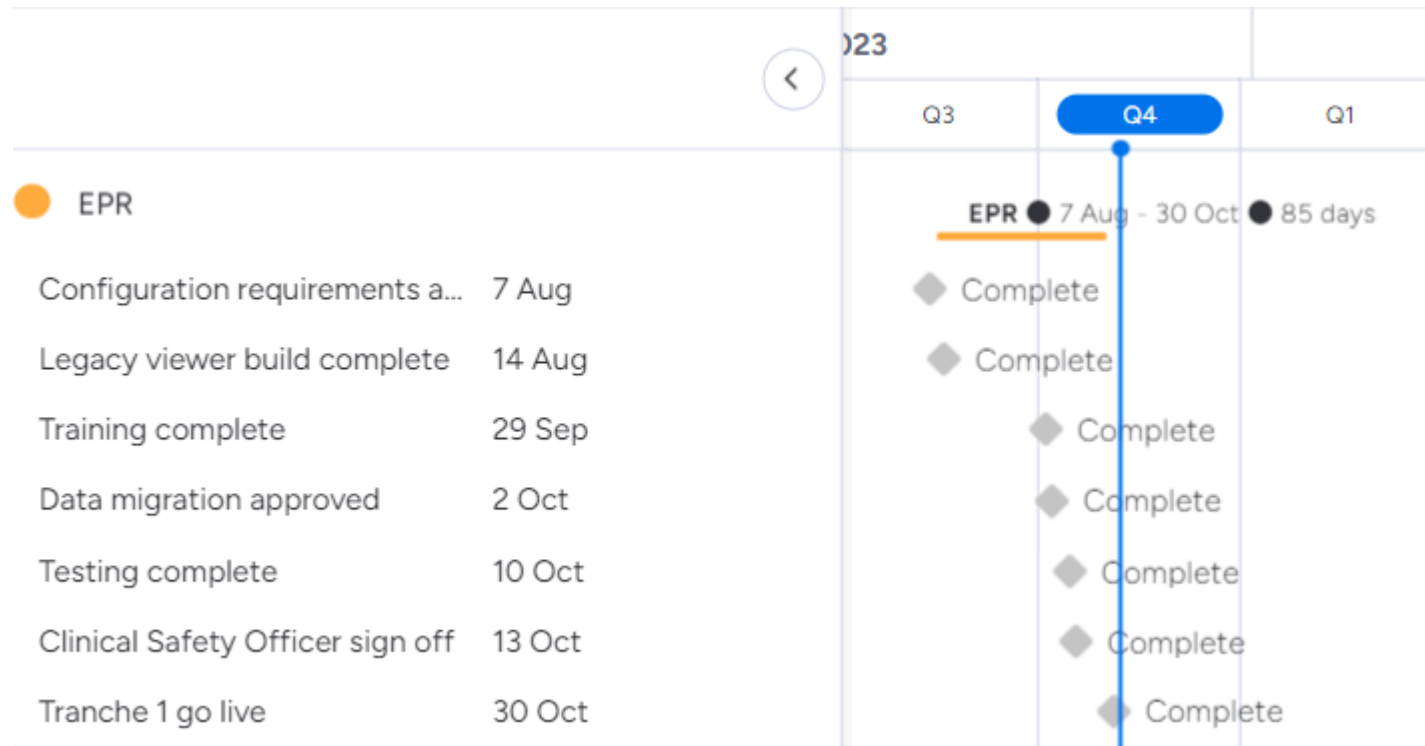 023
Q3 Q4 Q1
EPR
EPR ● 7 Aug - 30 Oct ● 85 days
Configuration requirements a... 7 Aug Complete
Legacy viewer build complete 14 Aug Complete
Training complete 29 Sep Complete
Data migration approved 2 Oct Complete
Testing complete 10 Oct Complete
Clinical Safety Officer sign off 13 Oct Complete
Tranche 1 go live 30 Oct Complete